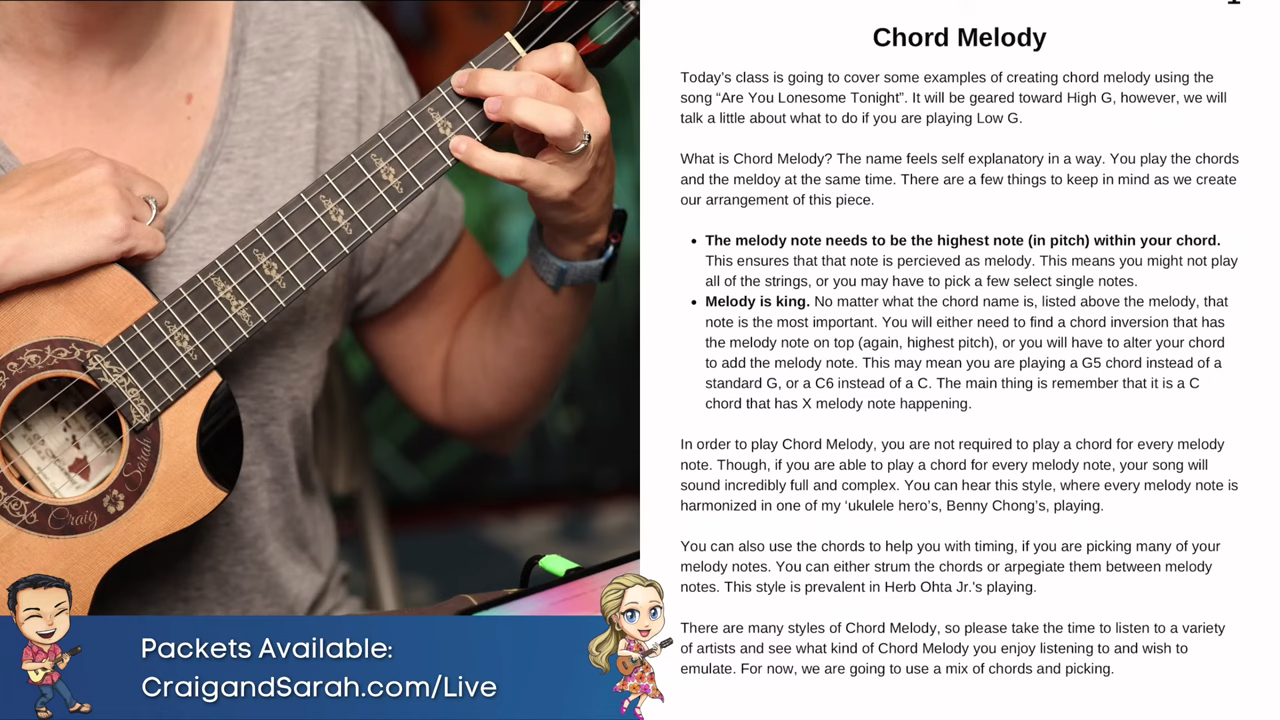 1
Chord Melody
Today's class is going to cover some examples of creating chord melody using the
song “Are You Lonesome Tonight”. It will be geared toward High G, however, we will
talk a little about what to do if you are playing Low G.
What is Chord Melody? The name feels self explanatory in a way. You play the chords
and the meldoy at the same time. There are a few things to keep in mind as we create
our arrangement of this piece.
• The melody note needs to be the highest note (in pitch) within your chord.
This ensures that that note is percieved as melody. This means you might not play
all of the strings, or you may have to pick a few select single notes.
• Melody is king. No matter what the chord name is, listed above the melody, that
note is the most important. You will either need to find a chord inversion that has
the melody note on top (again, highest pitch), or you will have to alter your chord
to add the melody note. This may mean you are playing a G5 chord instead of a
standard G, or a C6 instead of a C. The main thing is remember that it is a C
chord that has X melody note happening.
In order to play Chord Melody, you are not required to play a chord for every melody
note. Though, if you are able to play a chord for every melody note, your song will
sound incredibly full and complex. You can hear this style, where every melody note is
harmonized in one of my ‘ukulele hero’s, Benny Chong’s, playing.
You can also use the chords to help you with timing, if you are picking many of your
melody notes. You can either strum the chords or arpegiate them between melody
notes. This style is prevalent in Herb Ohta Jr.'s playing.
There are many styles of Chord Melody, so please take the time to listen to a variety
of artists and see what kind of Chord Melody you enjoy listening to and wish to
emulate. For now, we are going to use a mix of chords and picking.
Sarah
Craig
Packets Available:
CraigandSarah.com/Live